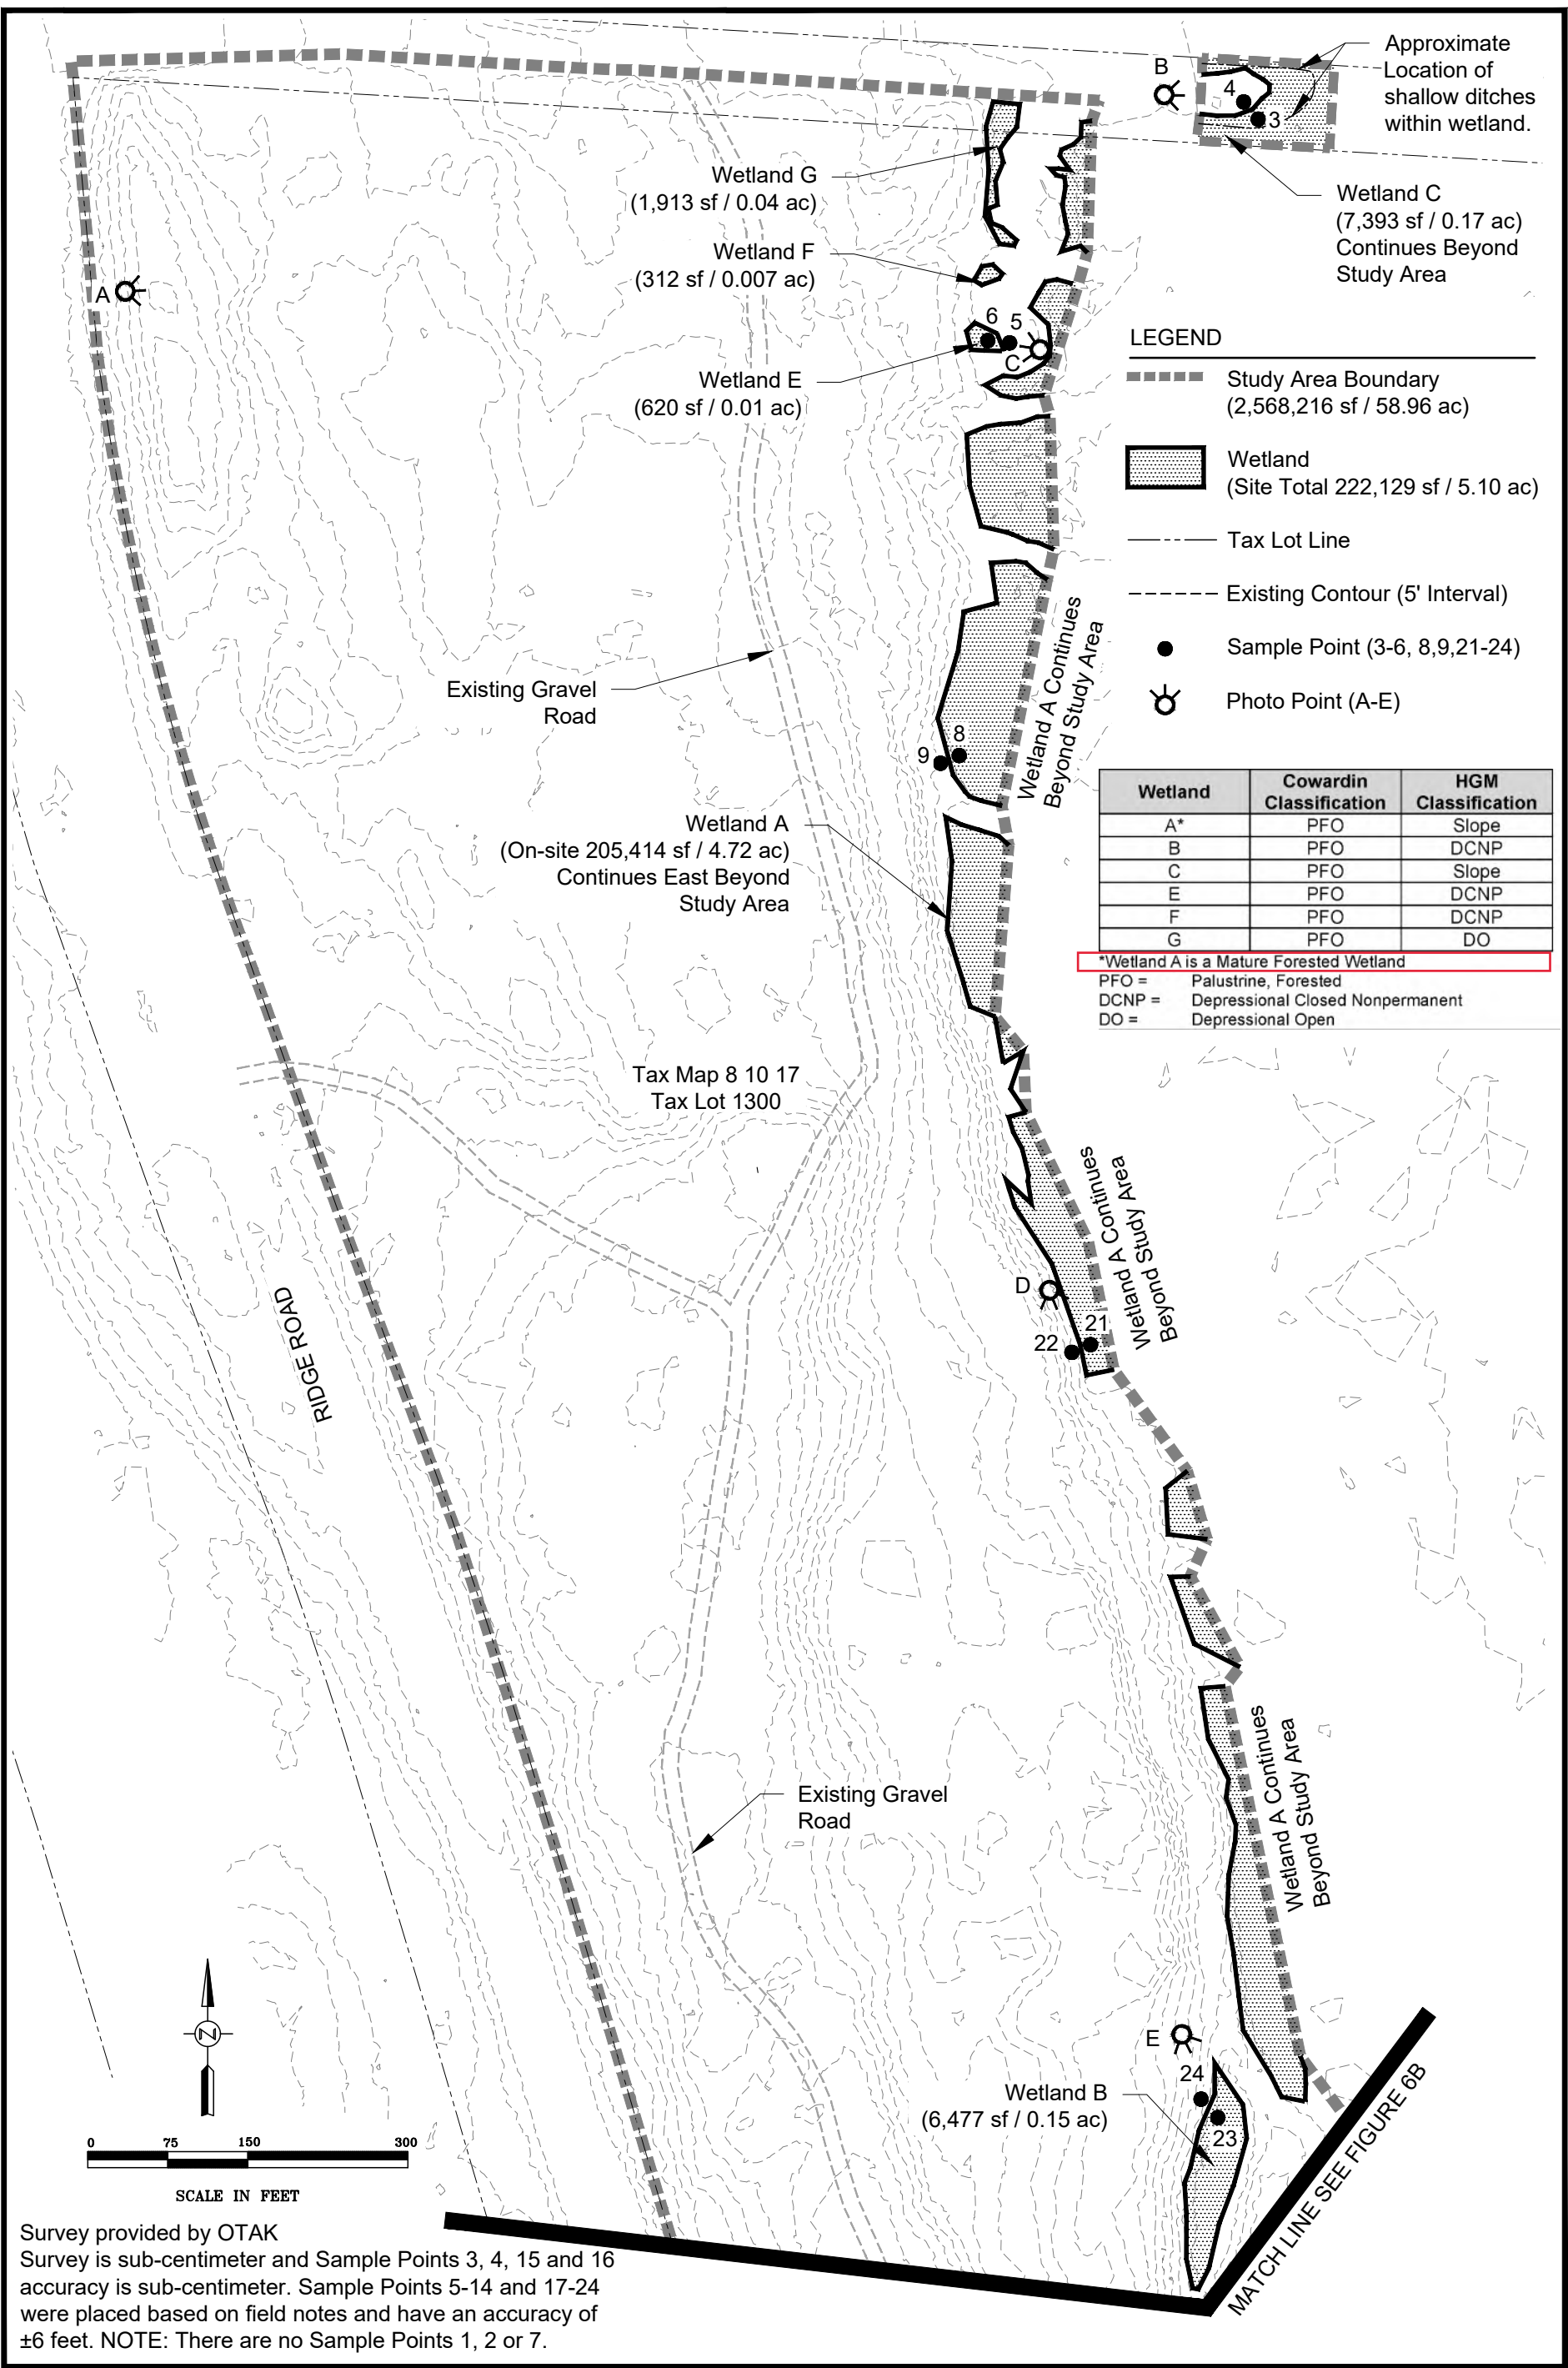 Approximate
Location of
shallow ditches
within wetland.
B
4
3
Wetland G
(1,913 sf / 0.04 ac)
Wetland C
(7,393 sf / 0.17 ac)
Continues Beyond
Study Area
Wetland F
(312 sf / 0.007 ac)
A
6 5
C
Wetland E
(620 sf / 0.01 ac)
LEGEND
Study Area Boundary
(2,568,216 sf / 58.96 ac)
Wetland
(Site Total 222,129 sf / 5.10 ac)
Tax Lot Line
Existing Contour (5' Interval)
Sample Point (3-6, 8,9,21-24)
Photo Point (A-E)
Existing Gravel
Road
Wetland A Continues
Beyond Study Area
8
9
Wetland Cowardin Classification HGM Classification
A* PFO Slope
B PFO DCNP
C PFO Slope
E PFO DCNP
F PFO DCNP
G PFO DO
*Wetland A is a Mature Forested Wetland
PFO = Palustrine, Forested
DCNP = Depressional Closed Nonpermanent
DO = Depressional Open
Wetland A
(On-site 205,414 sf / 4.72 ac)
Continues East Beyond
Study Area
Tax Map 8 10 17
Tax Lot 1300
Wetland A Continues
Beyond Study Area
D
21
22
RIDGE ROAD
Existing Gravel
Road
Wetland A Continues
Beyond Study Area
E
24
23
Wetland B
(6,477 sf / 0.15 ac)
MATCH LINE SEE FIGURE 6B
Z
0 75 150 300
SCALE IN FEET
Survey provided by OTAK
Survey is sub-centimeter and Sample Points 3, 4, 15 and 16
accuracy is sub-centimeter. Sample Points 5-14 and 17-24
were placed based on field notes and have an accuracy of
±6 feet. NOTE: There are no Sample Points 1, 2 or 7.